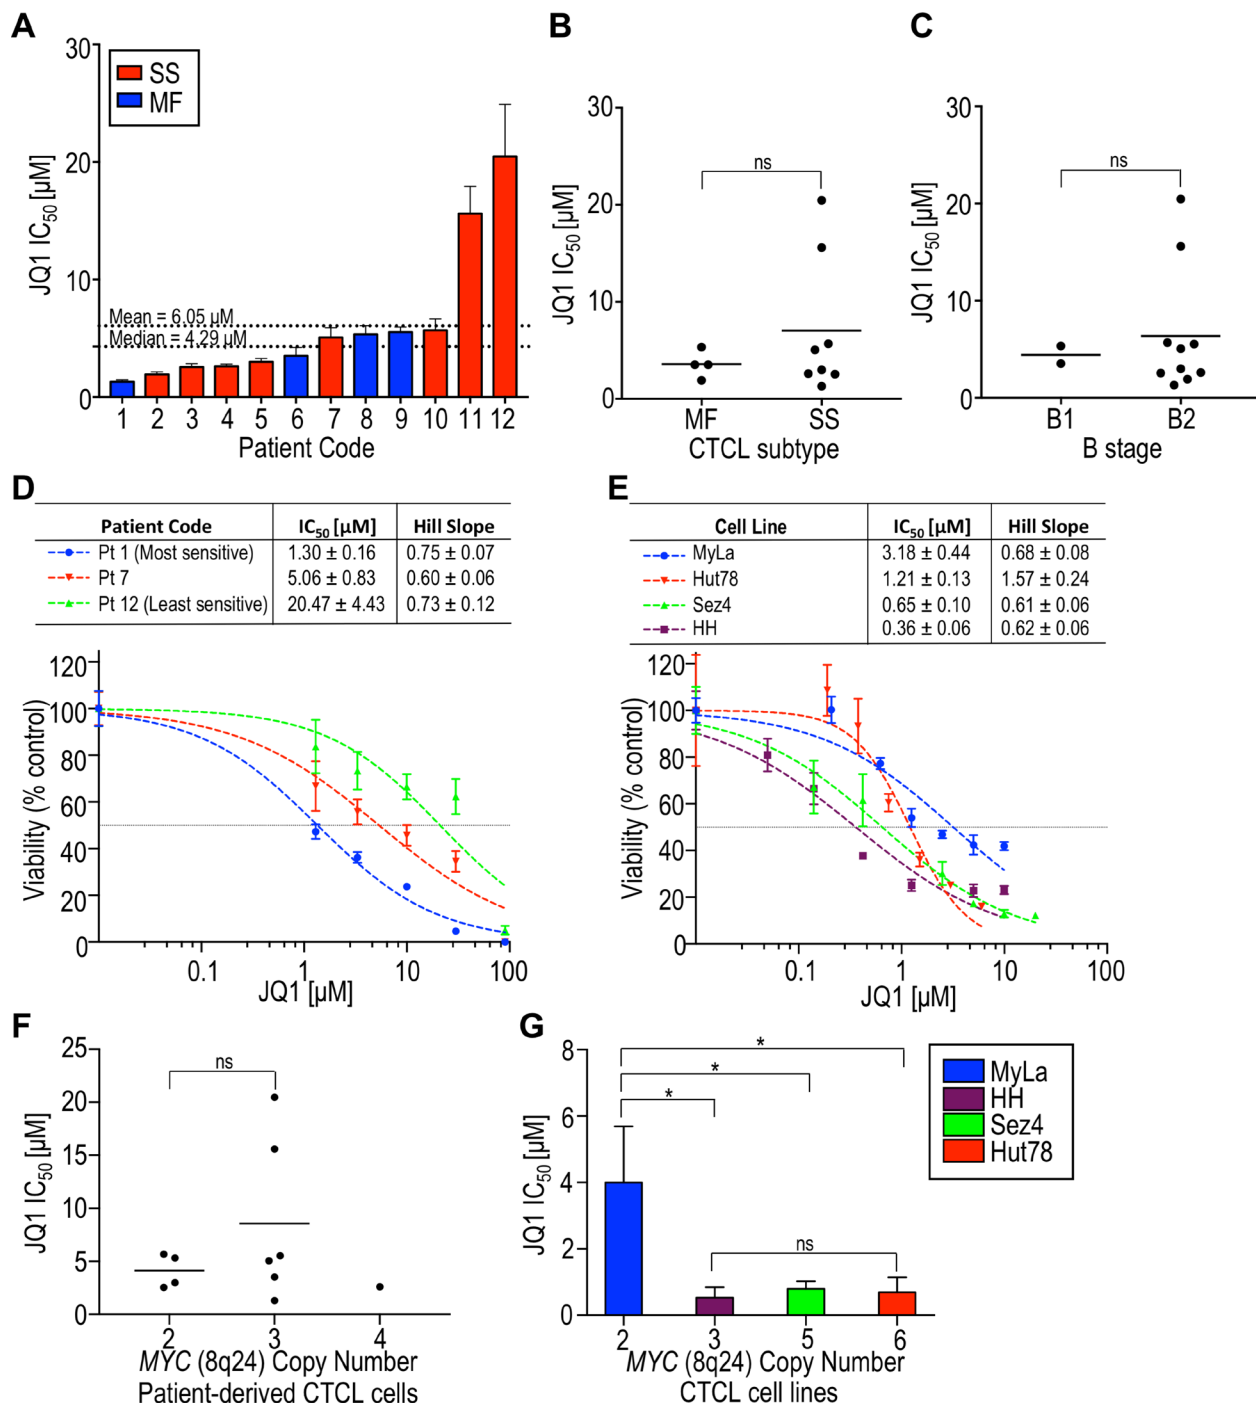 A
30
20
10
0
JQ1 IC50 [µM]
SS
MF
Mean = 6.05 µM
Median = 4.29 µM
1 2 3 4 5 6 7 8 9 10 11 12
Patient Code
B
30
20
10
0
JQ1 IC50 [µM]
ns
MF SS
CTCL subtype
C
30
20
10
0
JQ1 IC50 [µM]
ns
B1 B2
B stage
D
Patient Code IC50 [µM] Hill Slope
Pt 1 (Most sensitive) 1.30 ± 0.16 0.75 ± 0.07
Pt 7 5.06 ± 0.83 0.60 ± 0.06
Pt 12 (Least sensitive) 20.47 ± 4.43 0.73 ± 0.12
120
100
80
60
40
20
0
Viability (% control)
0.1 1 10 100
JQ1 [µM]
E
Cell Line IC50 [µM] Hill Slope
MyLa 3.18 ± 0.44 0.68 ± 0.08
Hut78 1.21 ± 0.13 1.57 ± 0.24
Sez4 0.65 ± 0.10 0.61 ± 0.06
HH 0.36 ± 0.06 0.62 ± 0.06
120
100
80
60
40
20
0
Viability (% control)
0.1 1 10 100
JQ1 [µM]
F
25
20
15
10
5
0
JQ1 IC50 [µM]
ns
2 3 4
MYC (8q24) Copy Number
Patient-derived CTCL cells
G
8
6
4
2
0
JQ1 IC50 [µM]
*
*
*
ns
2 3 5 6
MYC (8q24) Copy Number
CTCL cell lines
MyLa
HH
Sez4
Hut78